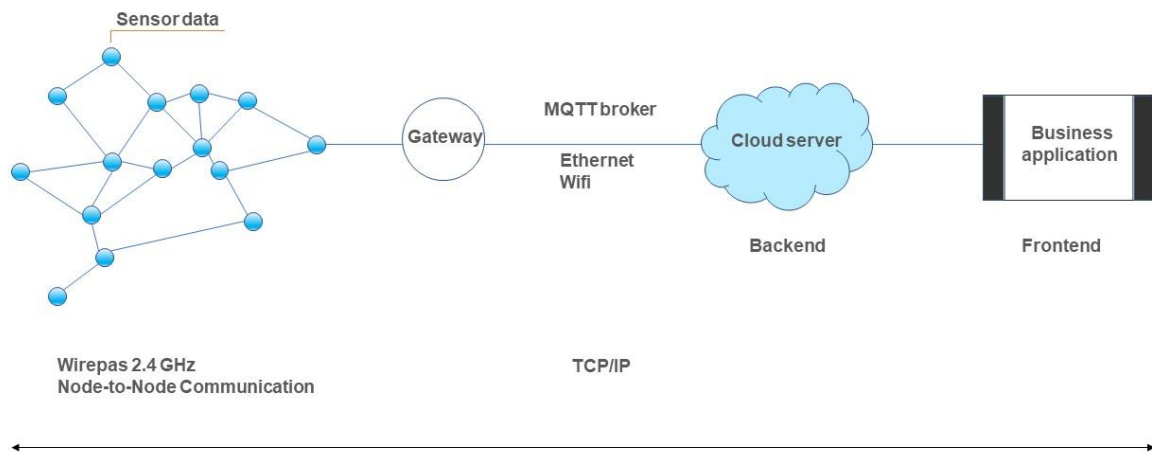 Sensor data
Gateway
MQTT broker
Ethernet
Wifi
Cloud server
Business
application
Backend
Frontend
Wirepas 2.4 GHz
Node-to-Node Communication
TCP/IP